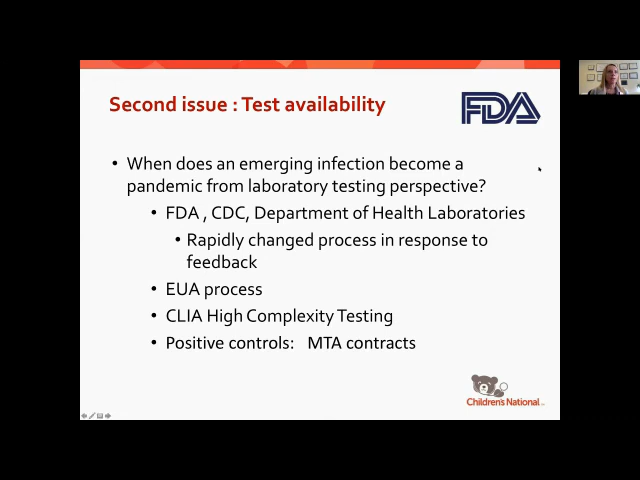 Second issue : Test availability
FDA
• When does an emerging infection become a
pandemic from laboratory testing perspective?
• FDA , CDC, Department of Health Laboratories
• Rapidly changed process in response to
feedback
• EUA process
• CLIA High Complexity Testing
• Positive controls: MTA contracts
Children's National